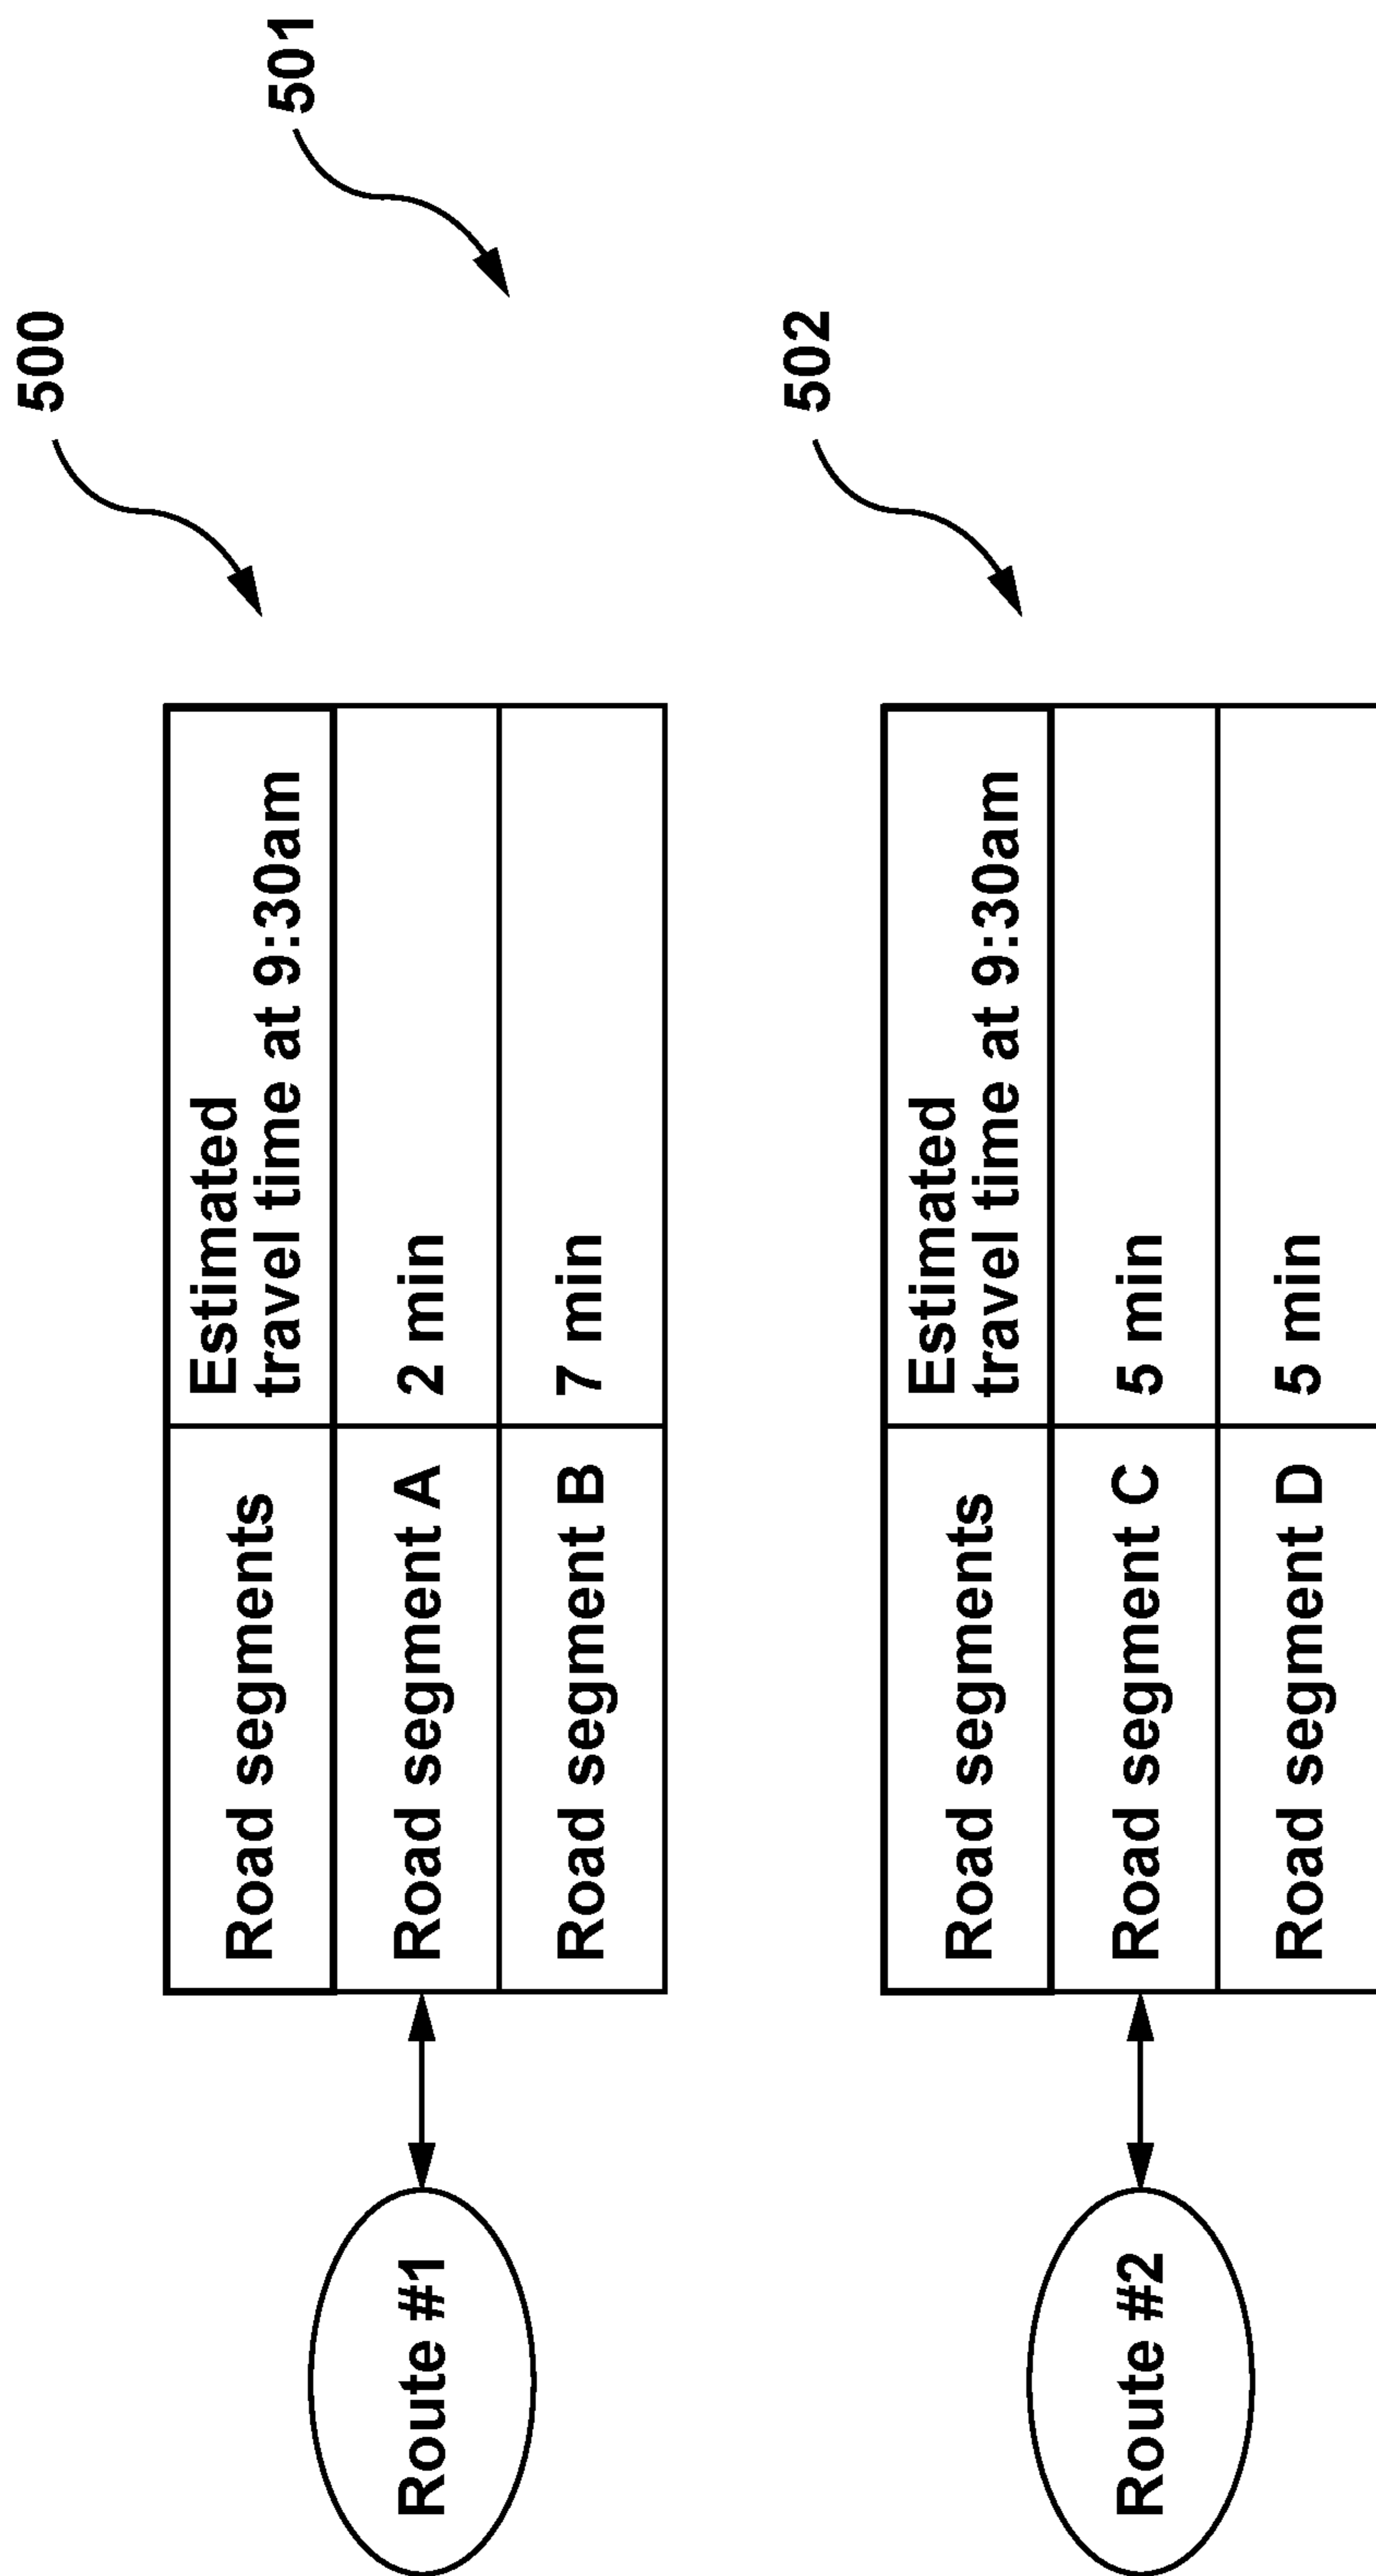 501
500
Route #1
Road segments
Estimated
travel time at 9:30am
Road segment A
2 min
Road segment B
7 min
502
Route #2
Road segments
Estimated
travel time at 9:30am
Road segment C
5 min
Road segment D
5 min